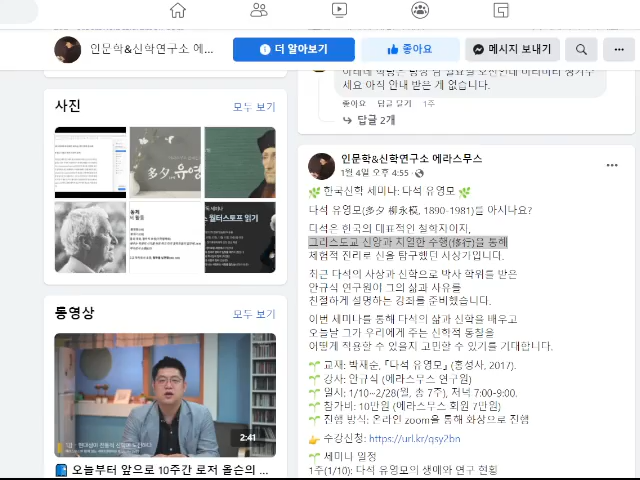 인문학&신학연구소 에...
더 알아보기
좋아요
메시지 보내기
세요 아직 안내 받은 게 없습니다.
좋아요 답글 달기 1주
답글 2개
사진
모두 보기
인문학&신학연구소 에라스무스
1월 4일 오후 4:55
한국신학 세미나: 다석 유영모
다석 유영모(多夕 柳永模, 1890-1981)를 아시나요?
다석은 한국의 대표적인 철학자이자,
그리스도교 신앙과 치열한 수행(修行)을 통해
체험적 진리로 신을 탐구했던 사상가입니다.
최근 다석의 사상과 신학으로 박사 학위를 받은
안규식 연구원이 그의 삶과 사유를
친절하게 설명하는 강좌를 준비했습니다.
이번 세미나를 통해 다석의 삶과 신학을 배우고
오늘날 그가 우리에게 주는 신학적 통찰을
어떻게 적용할 수 있을지 고민할 수 있기를 기대합니다.
교재: 박재순, 『다석 유영모』 (홍성사, 2017).
강사: 안규식 (에라스무스 연구원)
일시: 1/10~2/28(월, 총 7주), 저녁 7:00-9:00.
참가비: 10만원 (에라스무스 회원 7만원)
진행 방식: 온라인 zoom을 통해 화상으로 진행
수강신청: https://url.kr/qsy2bn
세미나 일정
1주(1/10): 다석 유영모의 생애와 연구 현황
동영상
모두 보기
2:41
오늘부터 앞으로 10주간 로저 올슨의 ...